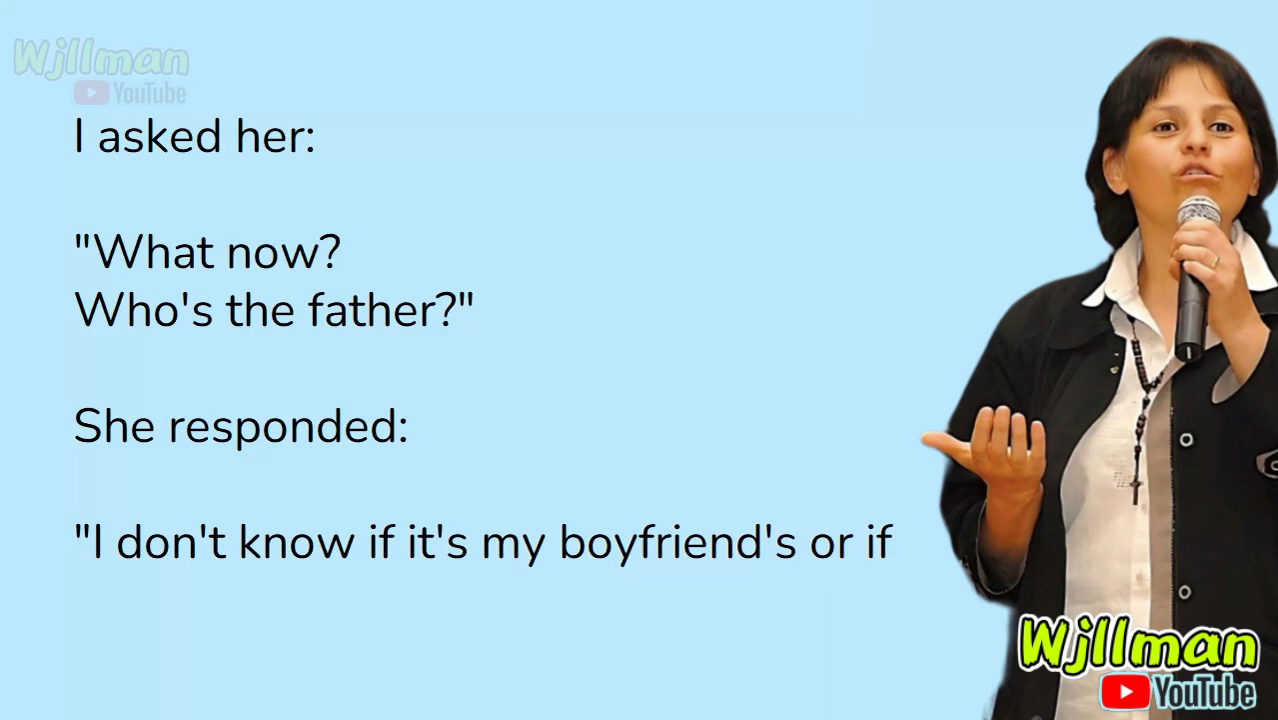 Wjllman
YouTube
I asked her:
"What now?
Who's the father?"
She responded:
"I don't know if it's my boyfriend's or if
Wjllman
YouTube